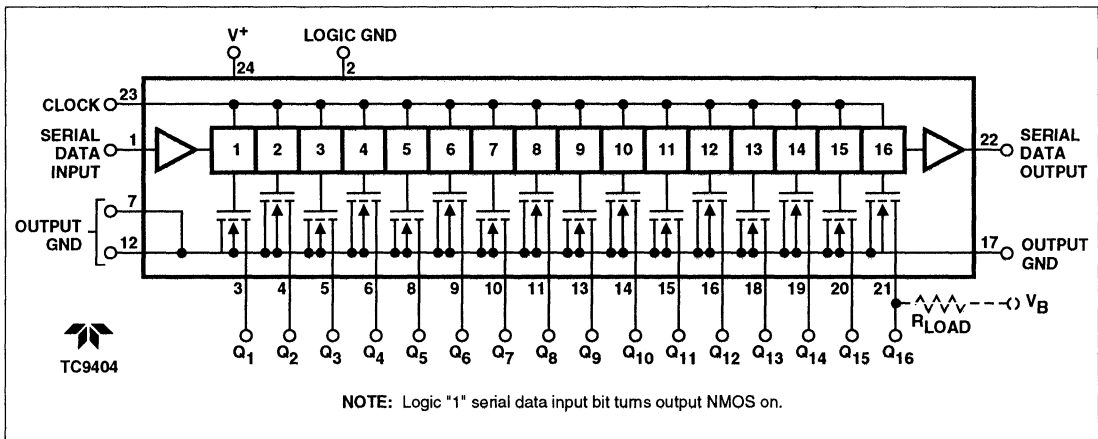 V+ LOGIC GND
24 2
CLOCK 23
SERIAL DATA INPUT 1
1 2 3 4 5 6 7 8 9 10 11 12 13 14 15 16
22 SERIAL DATA OUTPUT
OUTPUT GND 7
12
17 OUTPUT GND
3 4 5 6 8 9 10 11 13 14 15 16 18 19 20 21
RLOAD VB
Q1 Q2 Q3 Q4 Q5 Q6 Q7 Q8 Q9 Q10 Q11 Q12 Q13 Q14 Q15 Q16
TC9404
NOTE: Logic "1" serial data input bit turns output NMOS on.